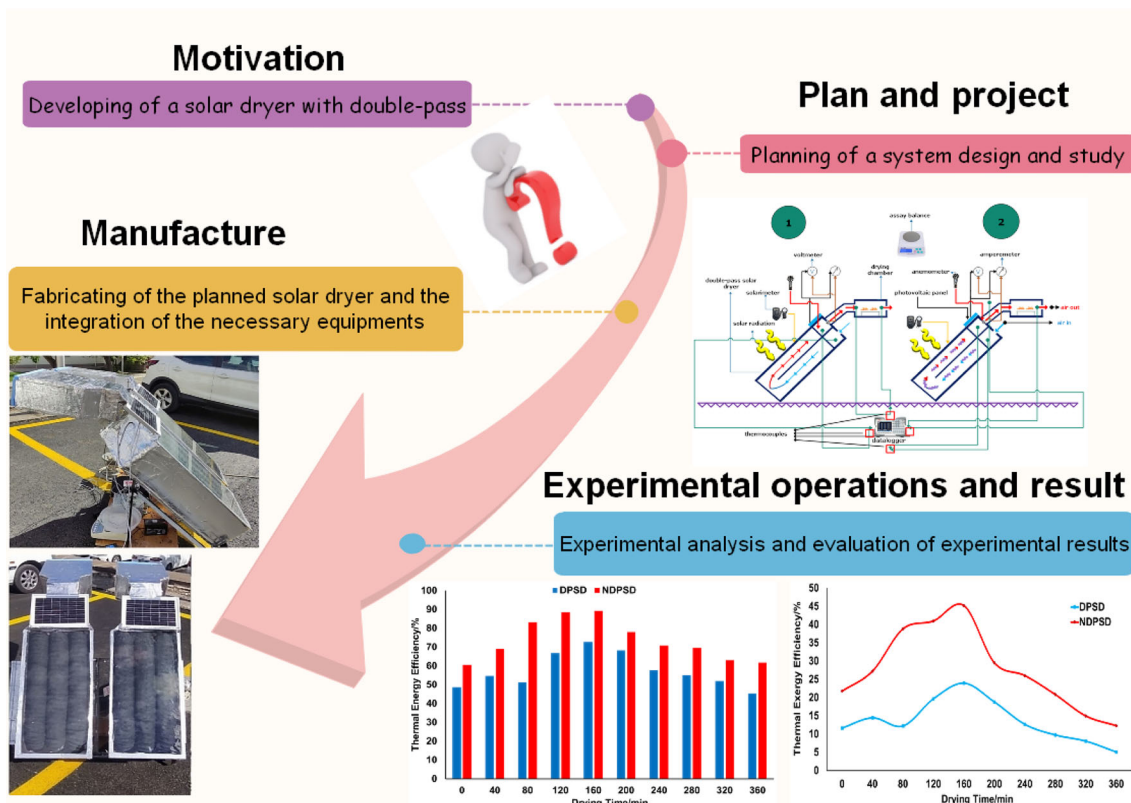 Motivation
Developing of a solar dryer with double-pass
Plan and project
Planning of a system design and study
Manufacture
Fabricating of the planned solar dryer and the
integration of the necessary equipments
1
2
assay balance
voltmeter
drying
chamber
amperometer
double-pass solar
dryer
anemometer
solarimeter
photovoltaic panel
solar radiation
air out
air in
thermocouples
datalogger
Experimental operations and result
Experimental analysis and evaluation of experimental results
DPSD NDPSD
Thermal Energy Efficiency/%
100
90
80
70
60
50
40
30
20
10
0
0 40 80 120 160 200 240 280 320 360
Drying Time/min
DPSD
NDPSD
Thermal Exergy Efficiency/%
50
45
40
35
30
25
20
15
10
5
0
0 40 80 120 160 200 240 280 320 360
Drying Time/min